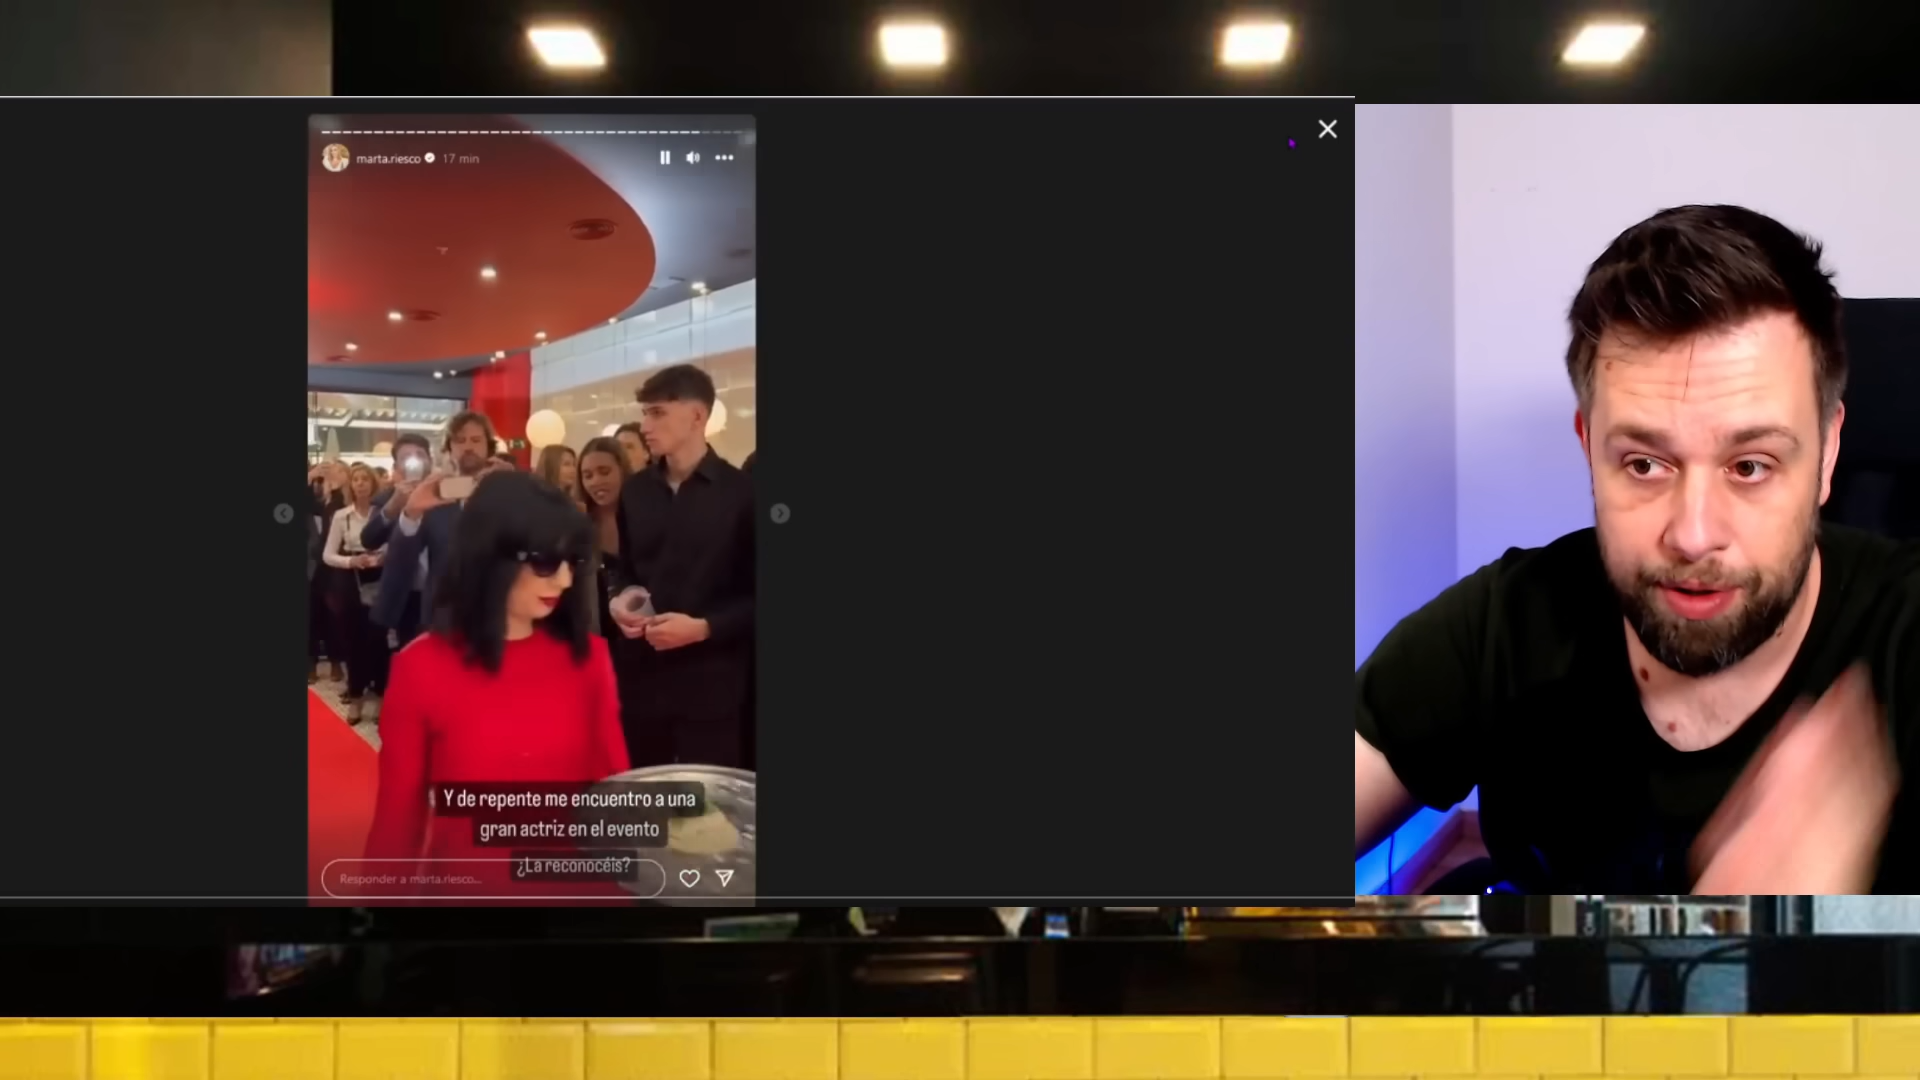 marta.riesco 17 min
Y de repente me encuentro a una
gran actriz en el evento
¿La reconocéis?
Responder a marta.riesco...